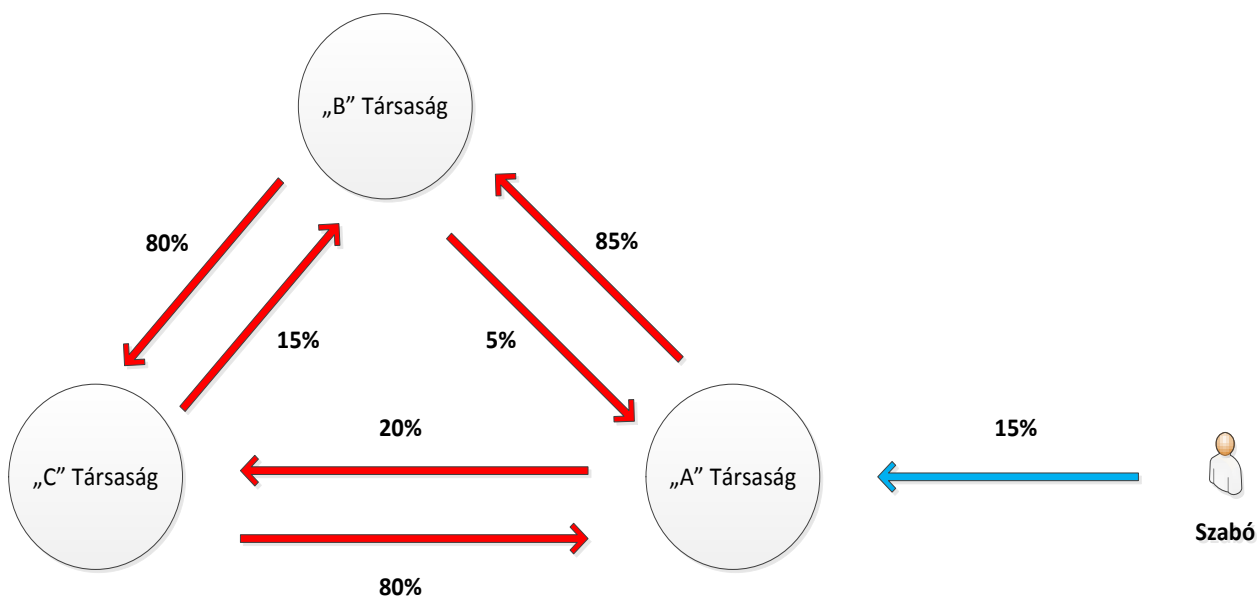 „B” Társaság
80%
85%
15%
5%
20%
15%
„C” Társaság
„A” Társaság
Szabó
80%